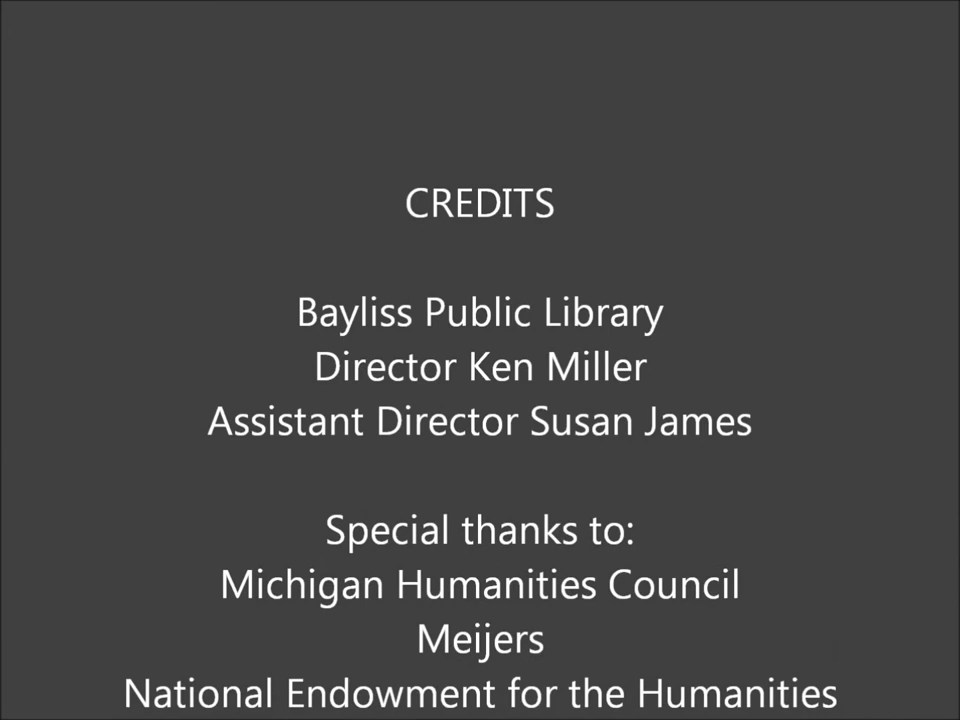 CREDITS
Bayliss Public Library
Director Ken Miller
Assistant Director Susan James
Special thanks to:
Michigan Humanities Council
Meijers
National Endowment for the Humanities